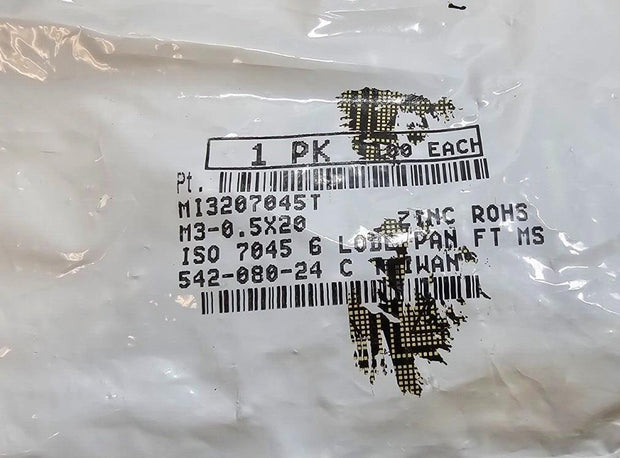 1 PK 100 EACH
Pt.
MI3207045T
M3-0.5X20 ZINC ROHS
ISO 7045 6 LOBE PAN FT MS
542-080-24 C